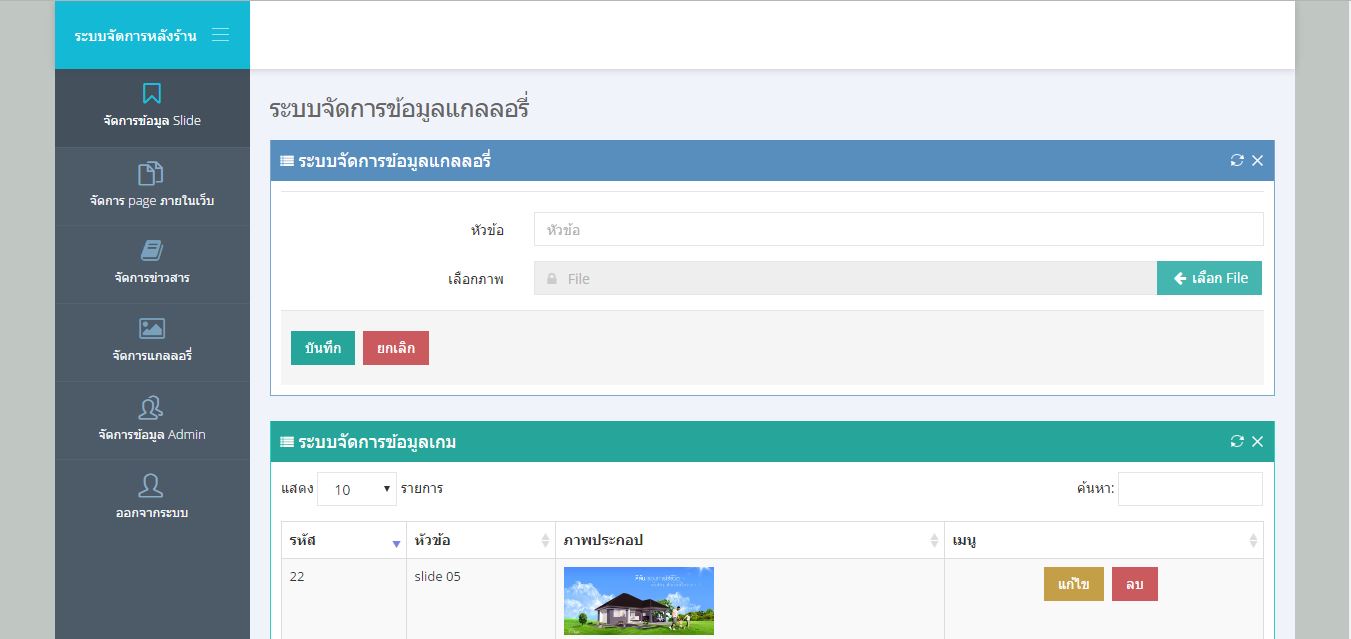 ระบบจัดการหลังร้าน
จัดการข้อมูล Slide
จัดการ page ภายในเว็บ
จัดการข่าวสาร
จัดการแกลลอรี่
จัดการข้อมูล Admin
ออกจากระบบ
ระบบจัดการข้อมูลแกลลอรี่
ระบบจัดการข้อมูลแกลลอรี่
หัวข้อ หัวข้อ
เลือกภาพ File เลือก File
บันทึก ยกเลิก
ระบบจัดการข้อมูลเกม
แสดง 10 รายการ ค้นหา:
รหัส หัวข้อ ภาพประกอป เมนู
22 slide 05 แก้ไข ลบ